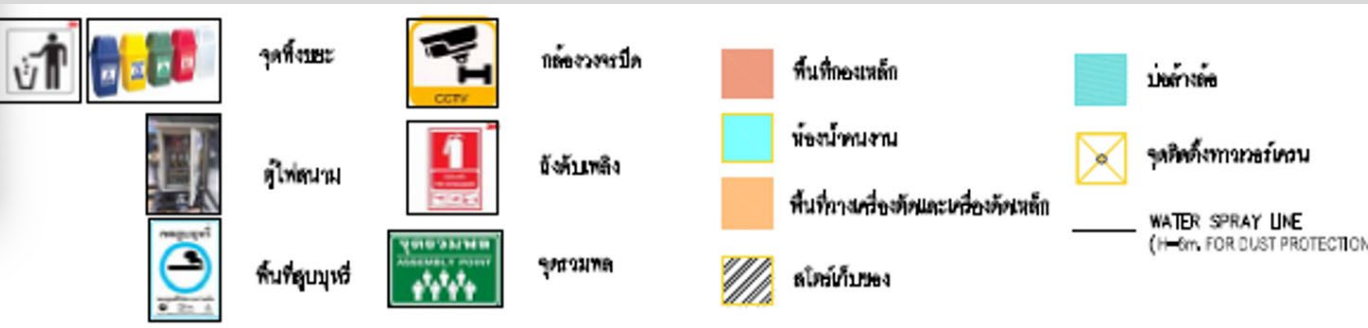 จุดทิ้งขยะ
ตู้ไฟสนาม
พื้นที่สูบบุหรี่
CCTV
กล้องวงจรปิด
ถังดับเพลิง
จุดรวมพล
ASSEMBLY POINT
จุดรวมพล
พื้นที่กองเหล็ก
ห้องน้ำคนงาน
พื้นที่วางเครื่องตัดและเครื่องดัดเหล็ก
สโตร์เก็บของ
บ่อล้างล้อ
จุดติดตั้งทาวเวอร์เครน
WATER SPRAY LINE
(H=6m. FOR DUST PROTECTION